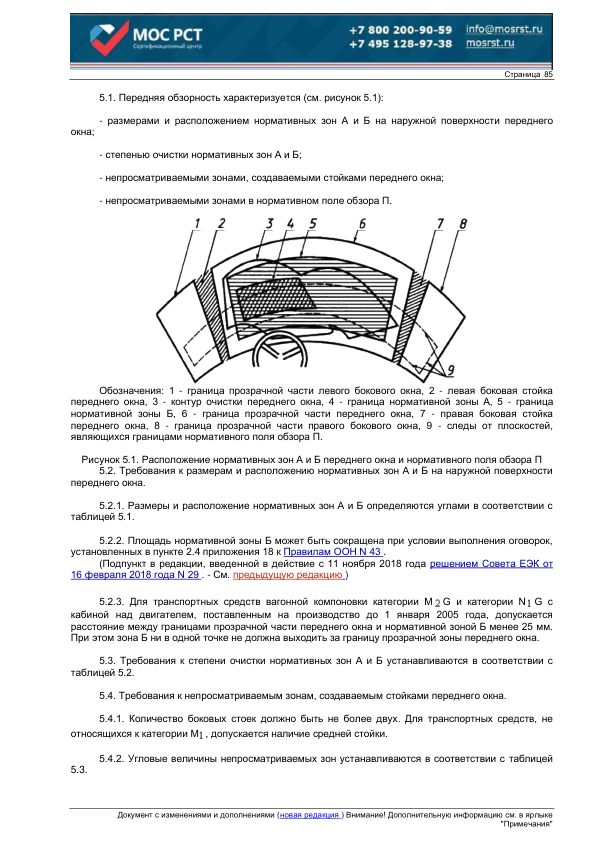 МОС РСТ
Сертификационный центр
+7 800 200-90-59 info@mosrst.ru
+7 495 128-97-38 mosrst.ru
Страница 85
5.1. Передняя обзорность характеризуется (см. рисунок 5.1):
- размерами и расположением нормативных зон А и Б на наружной поверхности переднего
окна;
- степенью очистки нормативных зон А и Б;
- непросматриваемыми зонами, создаваемыми стойками переднего окна;
- непросматриваемыми зонами в нормативном поле обзора П.
1 2 3 4 5 6 7 8
9
Обозначения: 1 - граница прозрачной части левого бокового окна, 2 - левая боковая стойка
переднего окна, 3 - контур очистки переднего окна, 4 - граница нормативной зоны А, 5 - граница
нормативной зоны Б, 6 - граница прозрачной части переднего окна, 7 - правая боковая стойка
переднего окна, 8 - граница прозрачной части правого бокового окна, 9 - следы от плоскостей,
являющихся границами нормативного поля обзора П.
Рисунок 5.1. Расположение нормативных зон А и Б переднего окна и нормативного поля обзора П
5.2. Требования к размерам и расположению нормативных зон А и Б на наружной поверхности
переднего окна.
5.2.1. Размеры и расположение нормативных зон А и Б определяются углами в соответствии с
таблицей 5.1.
5.2.2. Площадь нормативной зоны Б может быть сокращена при условии выполнения оговорок,
установленных в пункте 2.4 приложения 18 к Правилам ООН N 43 .
(Подпункт в редакции, введенной в действие с 11 ноября 2018 года решением Совета ЕЭК от
16 февраля 2018 года N 29 . - См. предыдущую редакцию )
5.2.3. Для транспортных средств вагонной компоновки категории M 2 G и категории N1 G с
кабиной над двигателем, поставленным на производство до 1 января 2005 года, допускается
расстояние между границами прозрачной части переднего окна и нормативной зоной Б менее 25 мм.
При этом зона Б ни в одной точке не должна выходить за границу прозрачной зоны переднего окна.
5.3. Требования к степени очистки нормативных зон А и Б устанавливаются в соответствии с
таблицей 5.2.
5.4. Требования к непросматриваемым зонам, создаваемым стойками переднего окна.
5.4.1. Количество боковых стоек должно быть не более двух. Для транспортных средств, не
относящихся к категории M1 , допускается наличие средней стойки.
5.4.2. Угловые величины непросматриваемых зон устанавливаются в соответствии с таблицей
5.3.
Документ с изменениями и дополнениями (новая редакция ) Внимание! Дополнительную информацию см. в ярлыке
"Примечания"